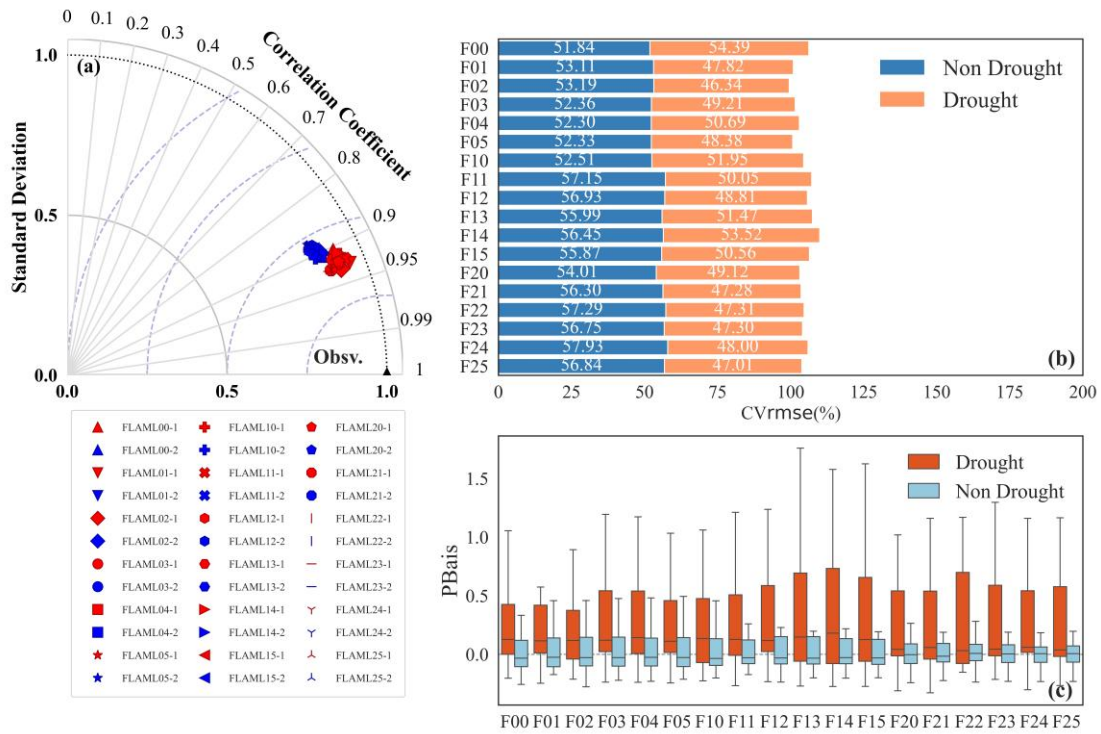 0 0.1 0.2 0.3 0.4 0.5 0.6 0.7 0.8 0.9 0.95 0.99 1
Correlation Coefficient
(a)
Standard Deviation
1.0
0.5
0.0
0.0 0.5 1.0
Obsv.
FLAML00-1 FLAML10-1 FLAML20-1
FLAML00-2 FLAML10-2 FLAML20-2
FLAML01-1 FLAML11-1 FLAML21-1
FLAML01-2 FLAML11-2 FLAML21-2
FLAML02-1 FLAML12-1 FLAML22-1
FLAML02-2 FLAML12-2 FLAML22-2
FLAML03-1 FLAML13-1 FLAML23-1
FLAML03-2 FLAML13-2 FLAML23-2
FLAML04-1 FLAML14-1 FLAML24-1
FLAML04-2 FLAML14-2 FLAML24-2
FLAML05-1 FLAML15-1 FLAML25-1
FLAML05-2 FLAML15-2 FLAML25-2
F00 51.84 54.39
F01 53.11 47.82
F02 53.19 46.34
F03 52.36 49.21
F04 52.30 50.69
F05 52.33 48.38
F10 52.51 51.95
F11 57.15 50.05
F12 56.93 48.81
F13 55.99 51.47
F14 56.45 53.52
F15 55.87 50.56
F20 54.01 49.12
F21 56.30 47.28
F22 57.29 47.31
F23 56.75 47.30
F24 57.93 48.00
F25 56.84 47.01
Non Drought
Drought
(b)
0 25 50 75 100 125 150 175 200
CVrmse(%)
PBais
1.5
1.0
0.5
0.0
Drought
Non Drought
(c)
F00 F01 F02 F03 F04 F05 F10 F11 F12 F13 F14 F15 F20 F21 F22 F23 F24 F25